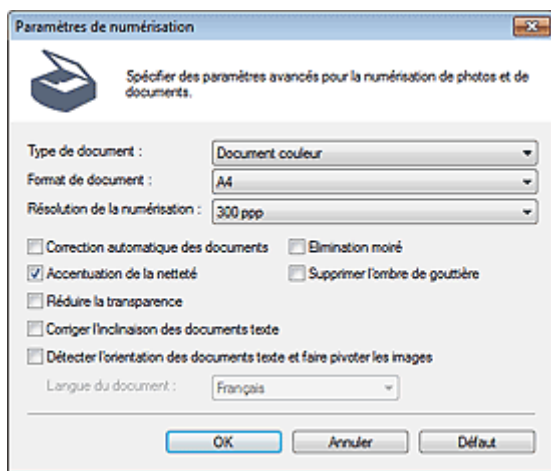 Paramètres de numérisation
Spécifier des paramètres avancés pour la numérisation de photos et de
documents.
Type de document :
Document couleur
Format de document :
A4
Résolution de la numérisation :
300 ppp
Correction automatique des documents
Elimination moiré
Accentuation de la netteté
Supprimer l'ombre de gouttière
Réduire la transparence
Corriger l'inclinaison des documents texte
Détecter l'orientation des documents texte et faire pivoter les images
Langue du document :
Français
OK
Annuler
Défaut